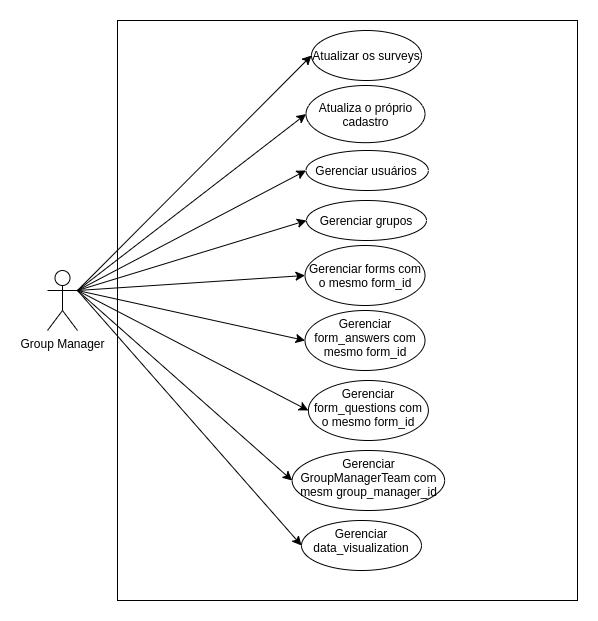 Atualizar os surveys
Atualiza o próprio
cadastro
Gerenciar usuários
Gerenciar grupos
Gerenciar forms com
o mesmo form_id
Group Manager
Gerenciar
form_answers com
mesmo form_id
Gerenciar
form_questions com
o mesmo form_id
Gerenciar
GroupManagerTeam com
mesm group_manager_id
Gerenciar
data_visualization